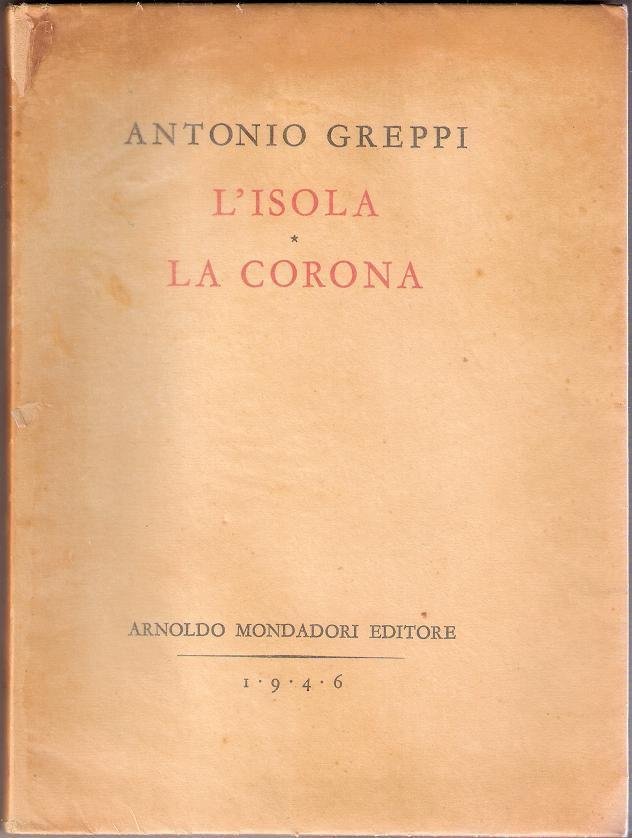 ANTONIO GREPPI
L'ISOLA
*
LA CORONA
ARNOLDO MONDADORI EDITORE
1·9·4·6